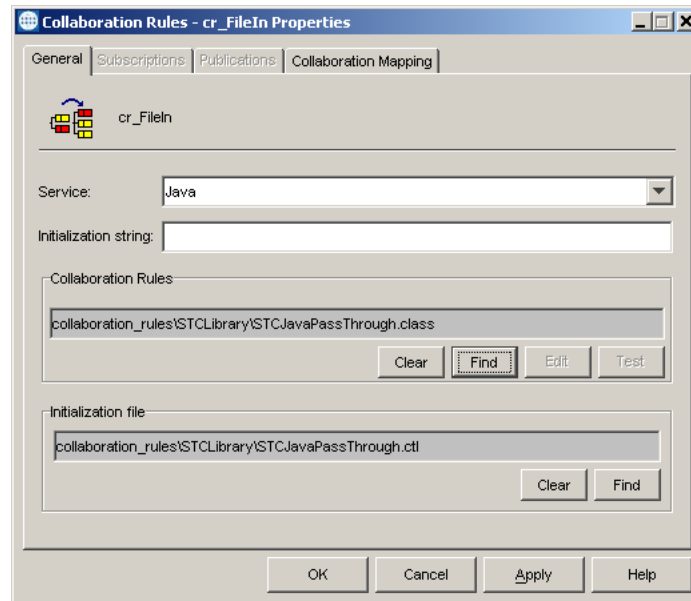 Collaboration Rules - cr_FileIn Properties
General Subscriptions Publications Collaboration Mapping
cr_FileIn
Service: Java
Initialization string:
Collaboration Rules
collaboration_rules\STCLibrary\STCJavaPassThrough.class
Clear Find Edit Test
Initialization file
collaboration_rules\STCLibrary\STCJavaPassThrough.ctl
Clear Find
OK Cancel Apply Help